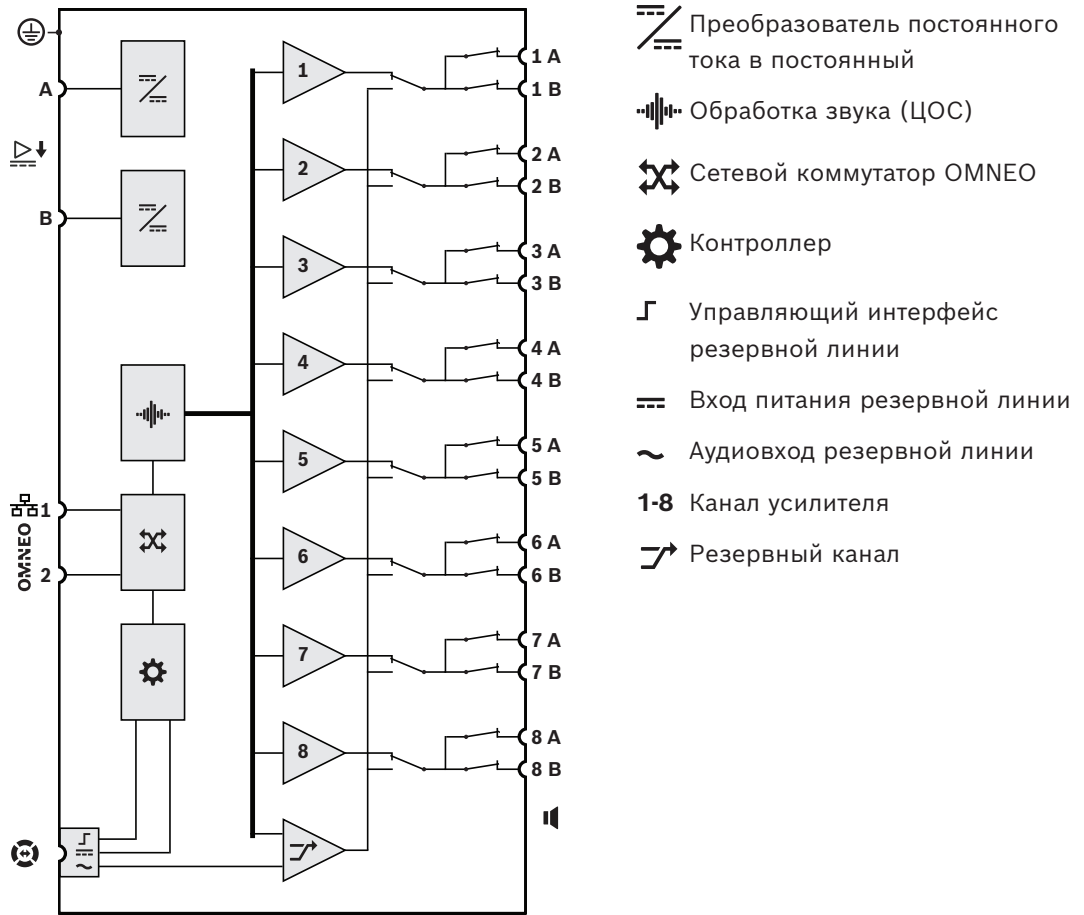 A
B
OMNEO
1
2
1
1 A
1 B
2
2 A
2 B
3
3 A
3 B
4
4 A
4 B
5
5 A
5 B
6
6 A
6 B
7
7 A
7 B
8
8 A
8 B
Преобразователь постоянного
тока в постоянный
Обработка звука (ЦОС)
Сетевой коммутатор OMNEO
Контроллер
Управляющий интерфейс
резервной линии
Вход питания резервной линии
Аудиовход резервной линии
1-8 Канал усилителя
Резервный канал